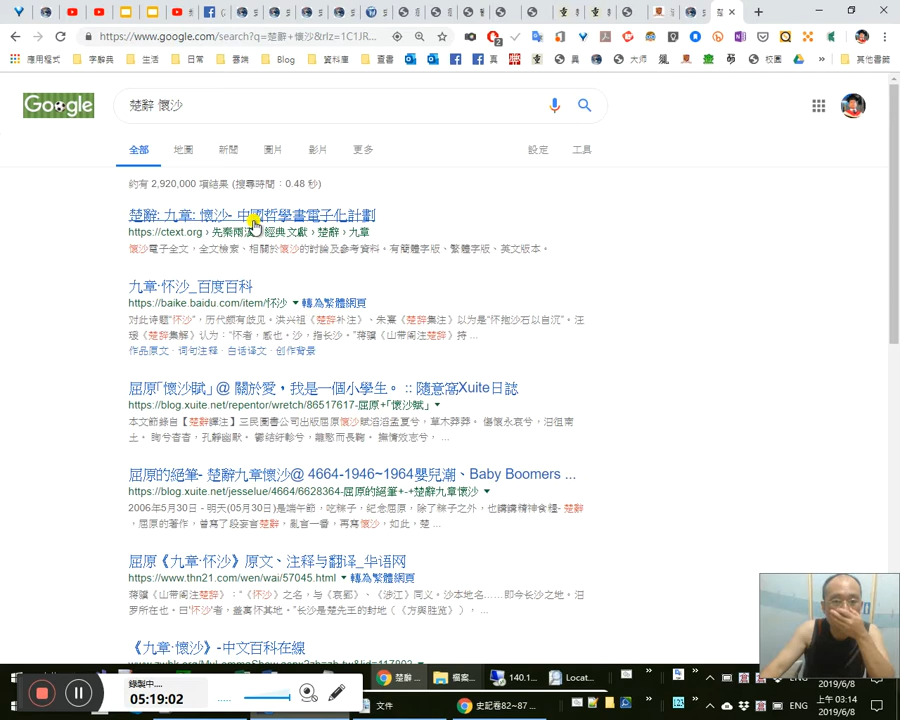 https://www.google.com/search?q=楚辭+懷沙&rlz=1C1JR...
應用程式 字辭典 生活 日常 雲端 Blog 資料庫 圖書 真 異 大师 校園 其他書籤
Google 楚辭 懷沙
全部 地圖 新聞 圖片 影片 更多 設定 工具
約有 2,920,000 項結果 (搜尋時間：0.48 秒)
楚辭: 九章: 懷沙- 中國哲學書電子化計劃
https://ctext.org › 先秦兩漢 › 經典文獻 › 楚辭 › 九章
懷沙電子全文，全文檢索、相關於懷沙的討論及參考資料。有簡體字版、繁體字版、英文版本。
九章·怀沙_百度百科
https://baike.baidu.com/item/怀沙 ▼ 轉為繁體網頁
对此诗题"怀沙"，历代颇有歧见。洪兴祖《楚辞补注》、朱熹《楚辞集注》以为是"怀抱沙石以自沉"。汪
瑗《楚辞集解》认为："怀者，感也。沙，指长沙。"蒋骥《山带阁注楚辞》持 ...
作品原文 · 词句注释 · 白话译文 · 创作背景
屈原「懷沙賦」@ 關於愛，我是一個小學生。 :: 隨意窩Xuite日誌
https://blog.xuite.net/repentor/wretch/86517617-屈原+「懷沙賦」 ▼
本文節錄自【楚辭譯注】三民圖書公司出版屈原懷沙賦滔滔孟夏兮，草木莽莽。 傷懷永哀兮，汨徂南
土。 眴兮杳杳，孔靜幽默。 鬱結紆軫兮，離慜而長鞠。 撫情效志兮， ...
屈原的絕筆- 楚辭九章懷沙@ 4664-1946~1964嬰兒潮、Baby Boomers ...
https://blog.xuite.net/jesselue/4664/6628364-屈原的絕筆+-+楚辭九章懷沙 ▼
2006年5月30日 - 明天(05月30日)是端午節，吃粽子，紀念屈原，除了粽子之外，也講講精神食糧- 楚辭
，屈原的著作，曾寫了段妄言楚辭，亂言一番，再寫懷沙，如此，楚 ...
屈原《九章·怀沙》原文、注释与翻译_华语网
https://www.thn21.com/wen/wai/57045.html ▼ 轉為繁體網頁
蒋骥《山带阁注楚辞》："《怀沙》之名，与《哀郢》、《涉江》同义。沙本地名……即今长沙之地。汨
罗所在也。曰'怀沙'者，盖寓怀其地。"长沙是楚先王的封地（《方舆胜览》）， ...
《九章·懷沙》-中文百科在線
錄製中...
05:19:02
楚辭 ... 檔案... 140.1... Locat...
文件 史記卷82~87 ...
ENG
上午 03:14
2019/6/8